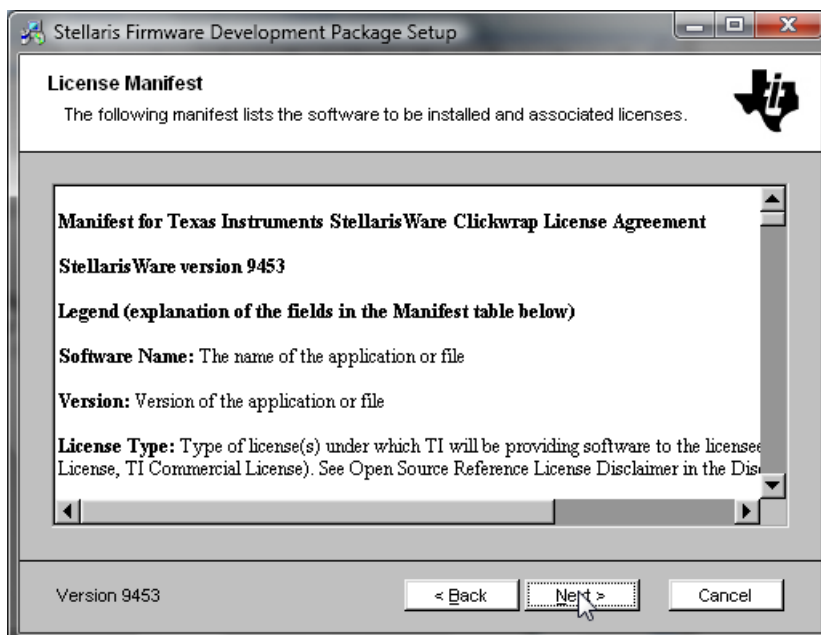 Stellaris Firmware Development Package Setup
License Manifest
The following manifest lists the software to be installed and associated licenses.
Manifest for Texas Instruments StellarisWare Clickwrap License Agreement
StellarisWare version 9453
Legend (explanation of the fields in the Manifest table below)
Software Name: The name of the application or file
Version: Version of the application or file
License Type: Type of license(s) under which TI will be providing software to the licensee
License, TI Commercial License). See Open Source Reference License Disclaimer in the Disc
Version 9453
< Back
Next >
Cancel